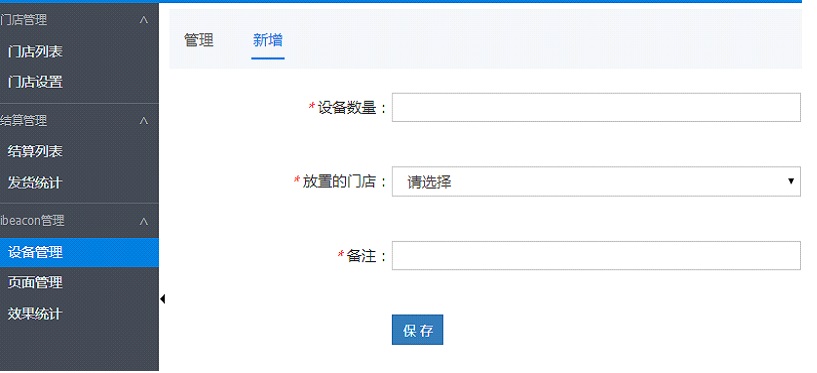 门店管理
门店列表
门店设置
结算管理
结算列表
发货统计
ibeacon管理
设备管理
页面管理
效果统计
管理 新增
*设备数量：
*放置的门店： 请选择
*备注：
保存